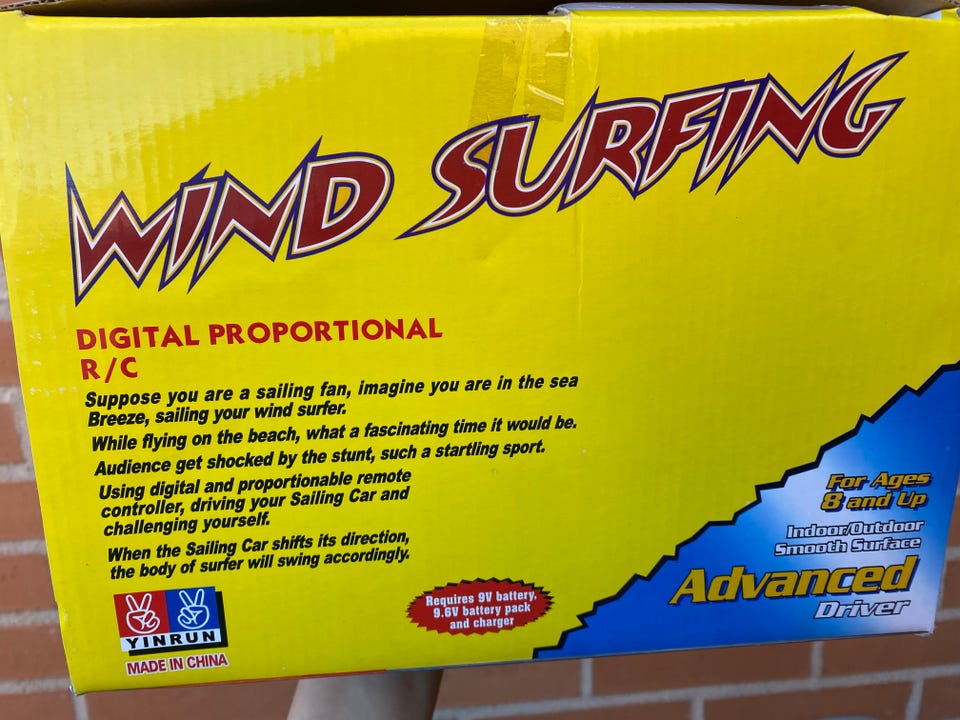 WIND SURFING
DIGITAL PROPORTIONAL
R/C
Suppose you are a sailing fan, imagine you are in the sea
Breeze, sailing your wind surfer.
While flying on the beach, what a fascinating time it would be.
Audience get shocked by the stunt, such a startling sport.
Using digital and proportionable remote
controller, driving your Sailing Car and
challenging yourself.
When the Sailing Car shifts its direction,
the body of surfer will swing accordingly.
YINRUN
MADE IN CHINA
Requires 9V battery,
9.6V battery pack
and charger
For Ages
8 and Up
Indoor/Outdoor
Smooth Surface
Advanced
Driver